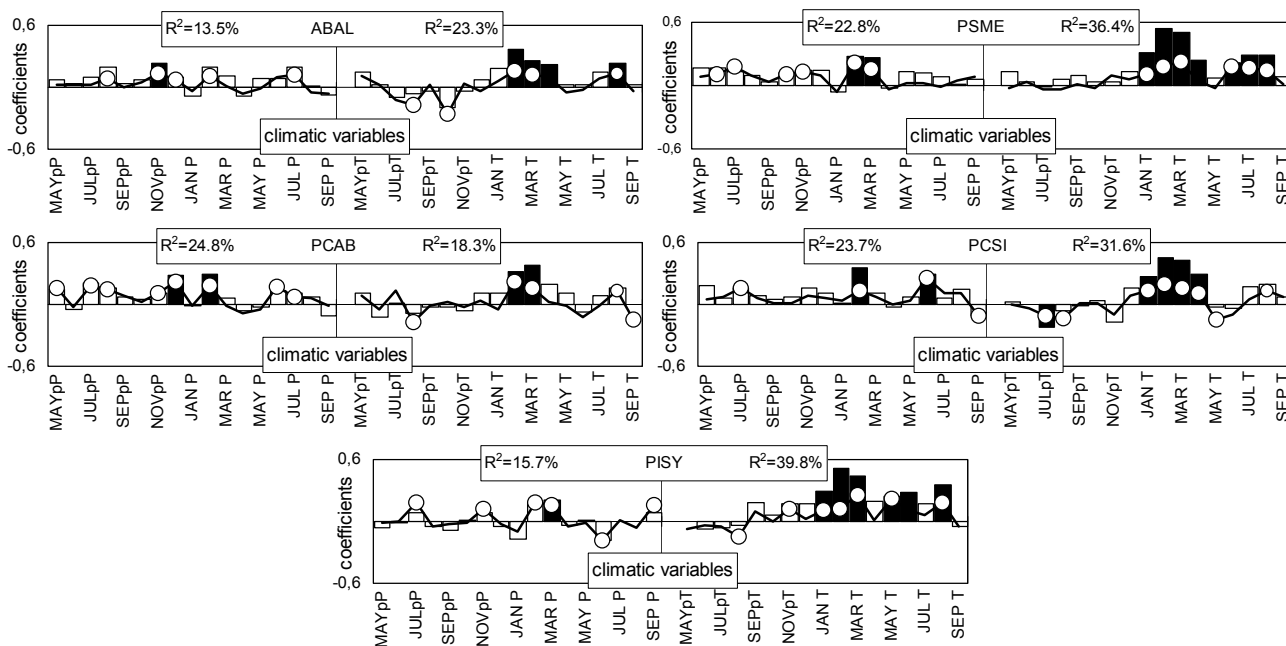 0,6
R²=13.5% ABAL R²=23.3%
coefficients
climatic variables
-0,6
MAYpP JULpP SEPpP NOVpP JAN P MAR P MAY P JUL P SEP P MAYpT JULpT SEPpT NOVpT JAN T MAR T MAY T JUL T SEP T
0,6
R²=22.8% PSME R²=36.4%
coefficients
climatic variables
-0,6
MAYpP JULpP SEPpP NOVpP JAN P MAR P MAY P JUL P SEP P MAYpT JULpT SEPpT NOVpT JAN T MAR T MAY T JUL T SEP T
0,6
R²=24.8% PCAB R²=18.3%
coefficients
climatic variables
-0,6
MAYpP JULpP SEPpP NOVpP JAN P MAR P MAY P JUL P SEP P MAYpT JULpT SEPpT NOVpT JAN T MAR T MAY T JUL T SEP T
0,6
R²=23.7% PCSI R²=31.6%
coefficients
climatic variables
-0,6
MAYpP JULpP SEPpP NOVpP JAN P MAR P MAY P JUL P SEP P MAYpT JULpT SEPpT NOVpT JAN T MAR T MAY T JUL T SEP T
0,6
R²=15.7% PISY R²=39.8%
coefficients
climatic variables
-0,6
MAYpP JULpP SEPpP NOVpP JAN P MAR P MAY P JUL P SEP P MAYpT JULpT SEPpT NOVpT JAN T MAR T MAY T JUL T SEP T